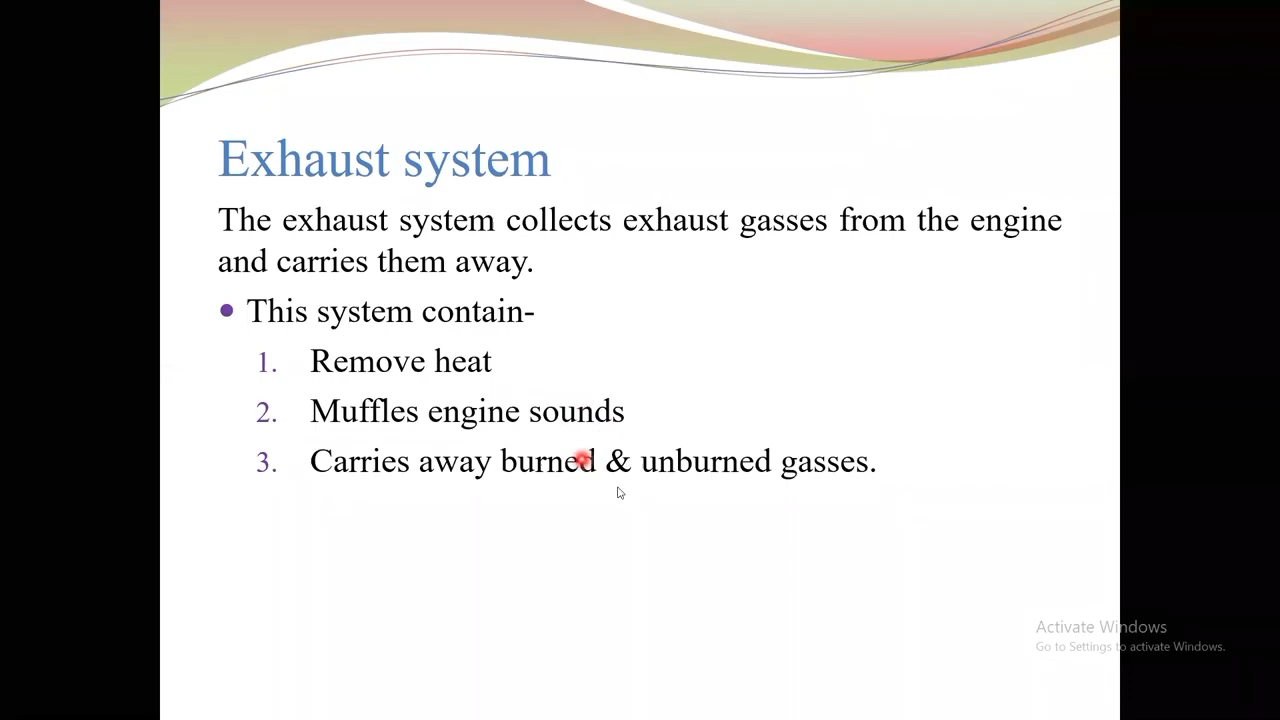 Exhaust system
The exhaust system collects exhaust gasses from the engine
and carries them away.
• This system contain-
1. Remove heat
2. Muffles engine sounds
3. Carries away burned & unburned gasses.
Activate Windows
Go to Settings to activate Windows.